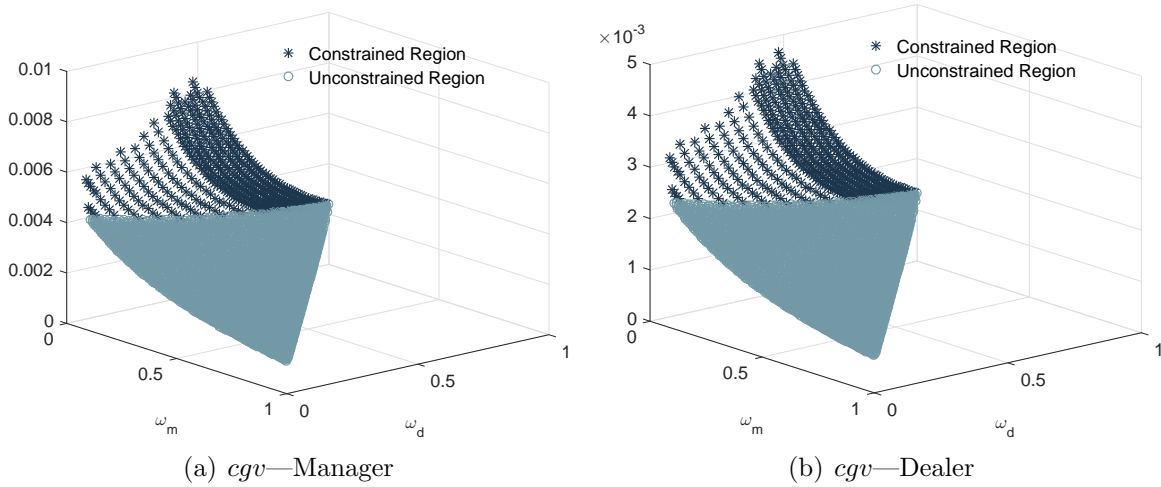 Constrained Region
Unconstrained Region
0.01
0.008
0.006
0.004
0.002
0
0
0.5
1
ω_m
0
0.5
1
ω_d
(a) cgv—Manager
×10^-3
Constrained Region
Unconstrained Region
5
4
3
2
1
0
0
0.5
1
ω_m
0
0.5
1
ω_d
(b) cgv—Dealer